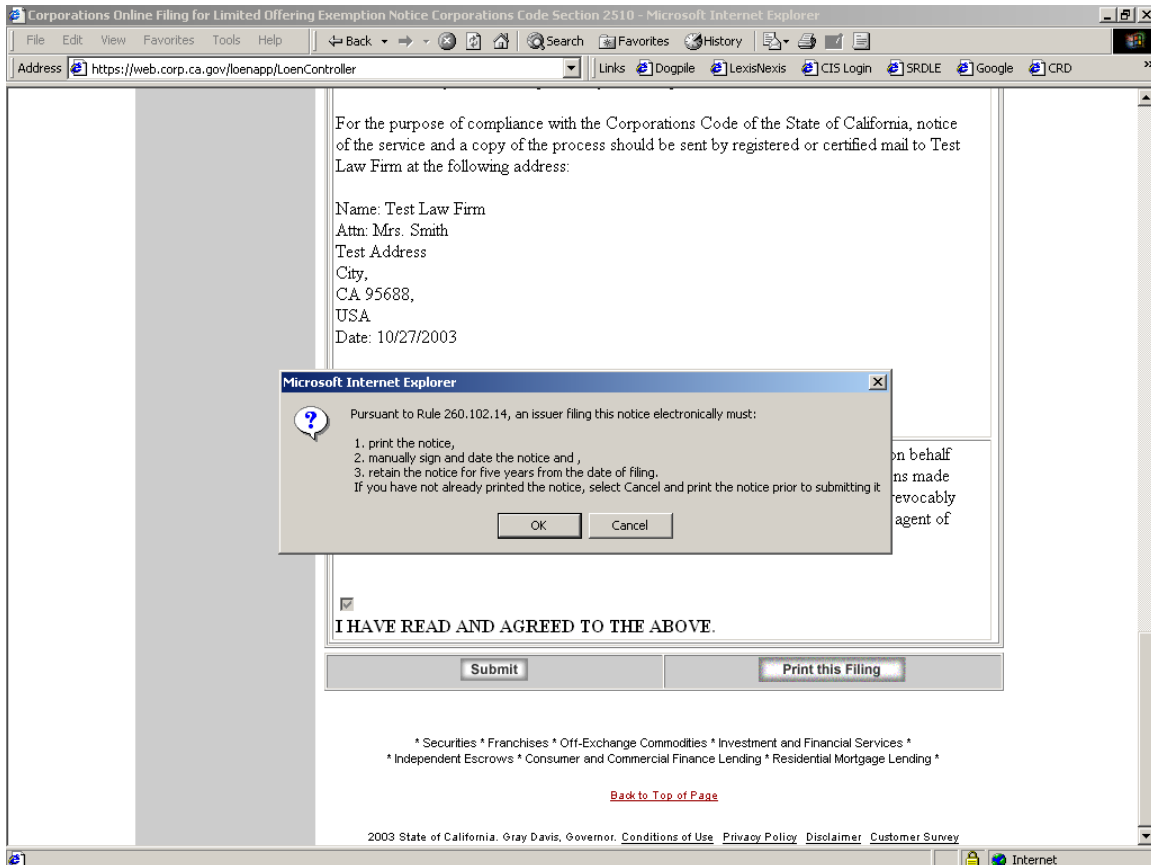 Corporations Online Filing for Limited Offering Exemption Notice Corporations Code Section 2510 - Microsoft Internet Explorer
File Edit View Favorites Tools Help Back Search Favorites History
Address https://web.corp.ca.gov/loenapp/LoenController Links Dogpile LexisNexis CIS Login SRDLE Google CRD »
For the purpose of compliance with the Corporations Code of the State of California, notice
of the service and a copy of the process should be sent by registered or certified mail to Test
Law Firm at the following address:
Name: Test Law Firm
Attn: Mrs. Smith
Test Address
City,
CA 95688,
USA
Date: 10/27/2003
Microsoft Internet Explorer
Pursuant to Rule 260.102.14, an issuer filing this notice electronically must:
1. print the notice,
2. manually sign and date the notice and ,
3. retain the notice for five years from the date of filing.
If you have not already printed the notice, select Cancel and print the notice prior to submitting it
OK Cancel
on behalf
ns made
revocably
agent of
I HAVE READ AND AGREED TO THE ABOVE.
Submit Print this Filing
* Securities * Franchises * Off-Exchange Commodities * Investment and Financial Services *
* Independent Escrows * Consumer and Commercial Finance Lending * Residential Mortgage Lending *
Back to Top of Page
2003 State of California. Gray Davis, Governor. Conditions of Use Privacy Policy Disclaimer Customer Survey
Internet